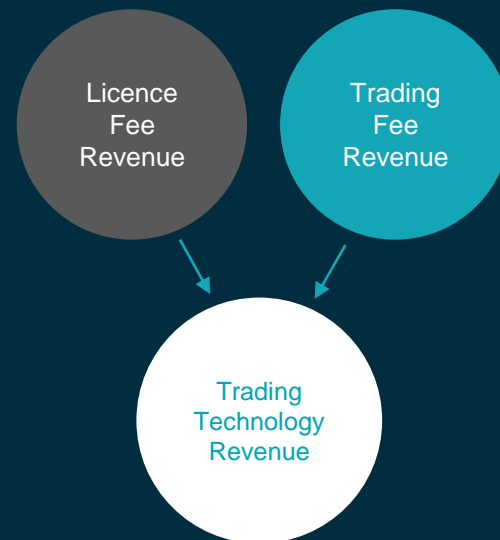 Licence
Fee
Revenue
Trading
Fee
Revenue
Trading
Technology
Revenue